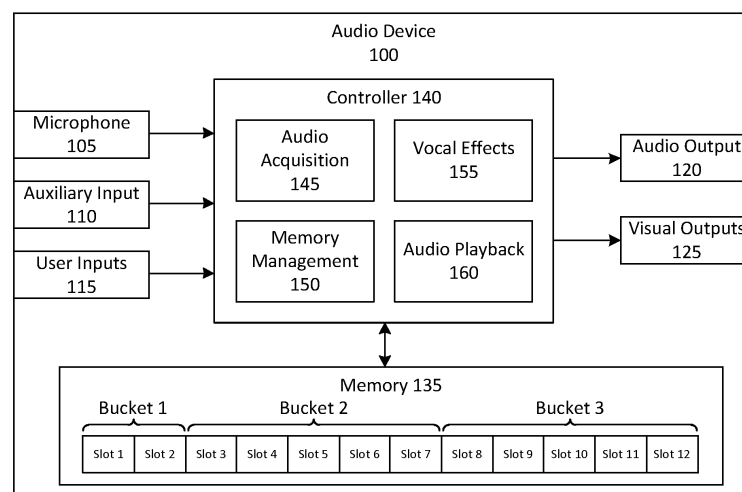 Audio Device
100
Controller 140
Microphone
105
Auxiliary Input
110
User Inputs
115
Audio
Acquisition
145
Vocal Effects
155
Memory
Management
150
Audio Playback
160
Audio Output
120
Visual Outputs
125
Memory 135
Bucket 1
Bucket 2
Bucket 3
Slot 1 Slot 2 Slot 3 Slot 4 Slot 5 Slot 6 Slot 7 Slot 8 Slot 9 Slot 10 Slot 11 Slot 12